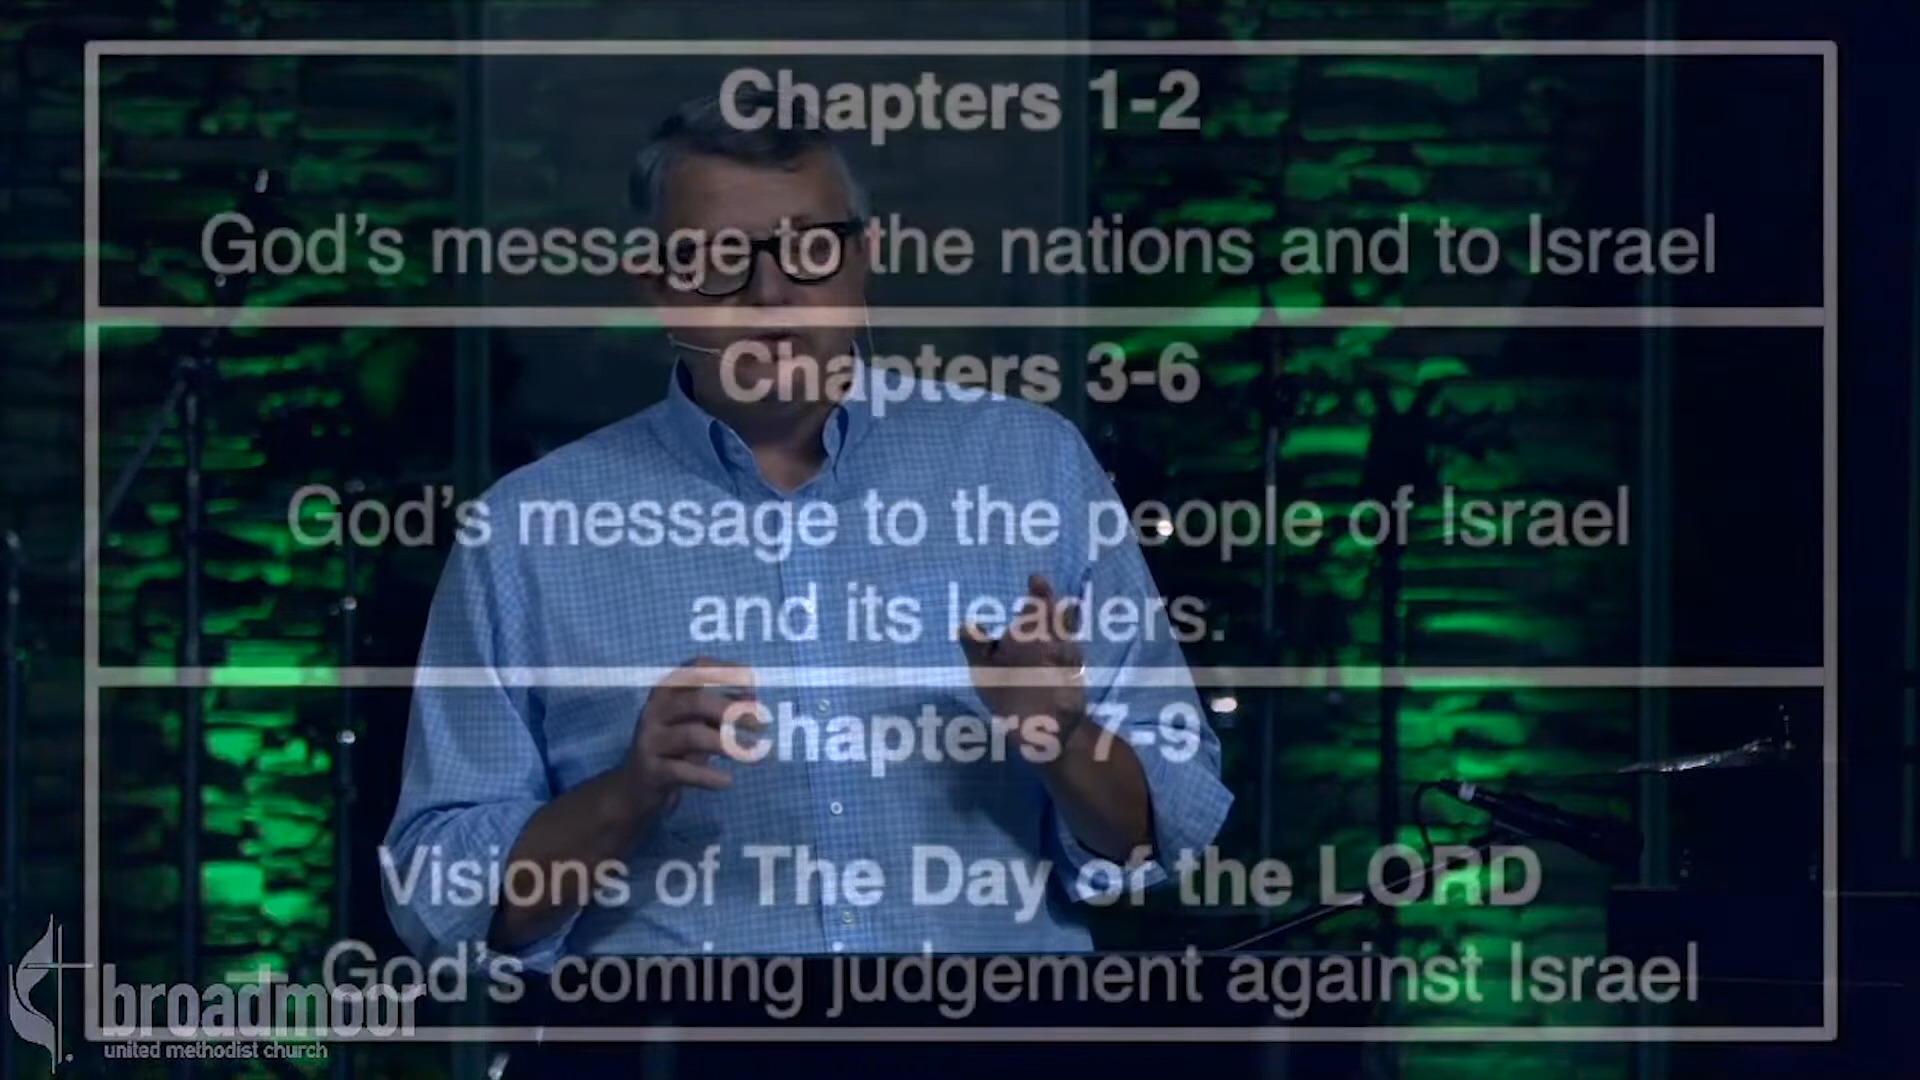 Chapters 1-2
God's message to the nations and to Israel
Chapters 3-6
God's message to the people of Israel
and its leaders.
Chapters 7-9
Visions of The Day of the LORD
God's coming judgement against Israel
broadmoor
united methodist church